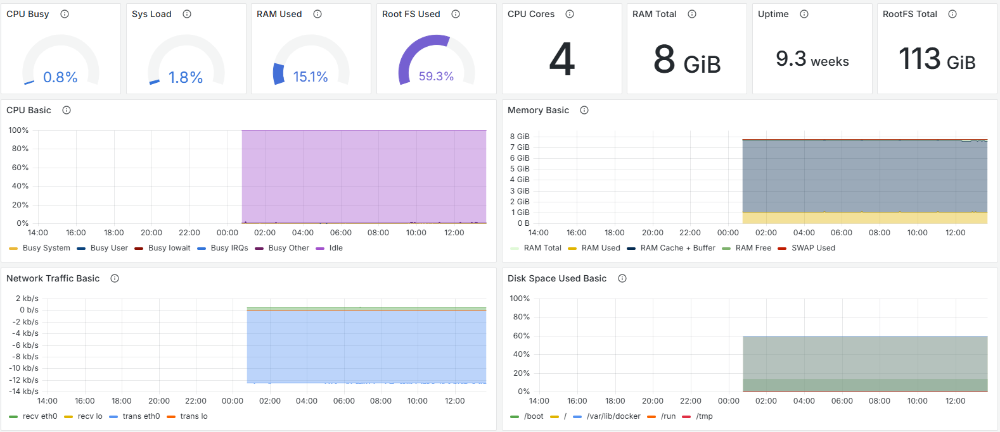 CPU Busy
Sys Load
RAM Used
Root FS Used
CPU Cores
RAM Total
Uptime
RootFS Total
0.8%
1.8%
15.1%
59.3%
4
8 GiB
9.3 weeks
113 GiB
CPU Basic
100%
80%
60%
40%
20%
0%
14:00 16:00 18:00 20:00 22:00 00:00 02:00 04:00 06:00 08:00 10:00 12:00
Busy System Busy User Busy Iowait Busy IRQs Busy Other Idle
Memory Basic
8 GiB
7 GiB
6 GiB
5 GiB
4 GiB
3 GiB
2 GiB
1 GiB
0 B
14:00 16:00 18:00 20:00 22:00 00:00 02:00 04:00 06:00 08:00 10:00 12:00
RAM Total RAM Used RAM Cache + Buffer RAM Free SWAP Used
Network Traffic Basic
2 kb/s
0 b/s
-2 kb/s
-4 kb/s
-6 kb/s
-8 kb/s
-10 kb/s
-12 kb/s
-14 kb/s
14:00 16:00 18:00 20:00 22:00 00:00 02:00 04:00 06:00 08:00 10:00 12:00
recv eth0 recv lo trans eth0 trans lo
Disk Space Used Basic
100%
80%
60%
40%
20%
0%
14:00 16:00 18:00 20:00 22:00 00:00 02:00 04:00 06:00 08:00 10:00 12:00
/boot / /var/lib/docker /run /tmp